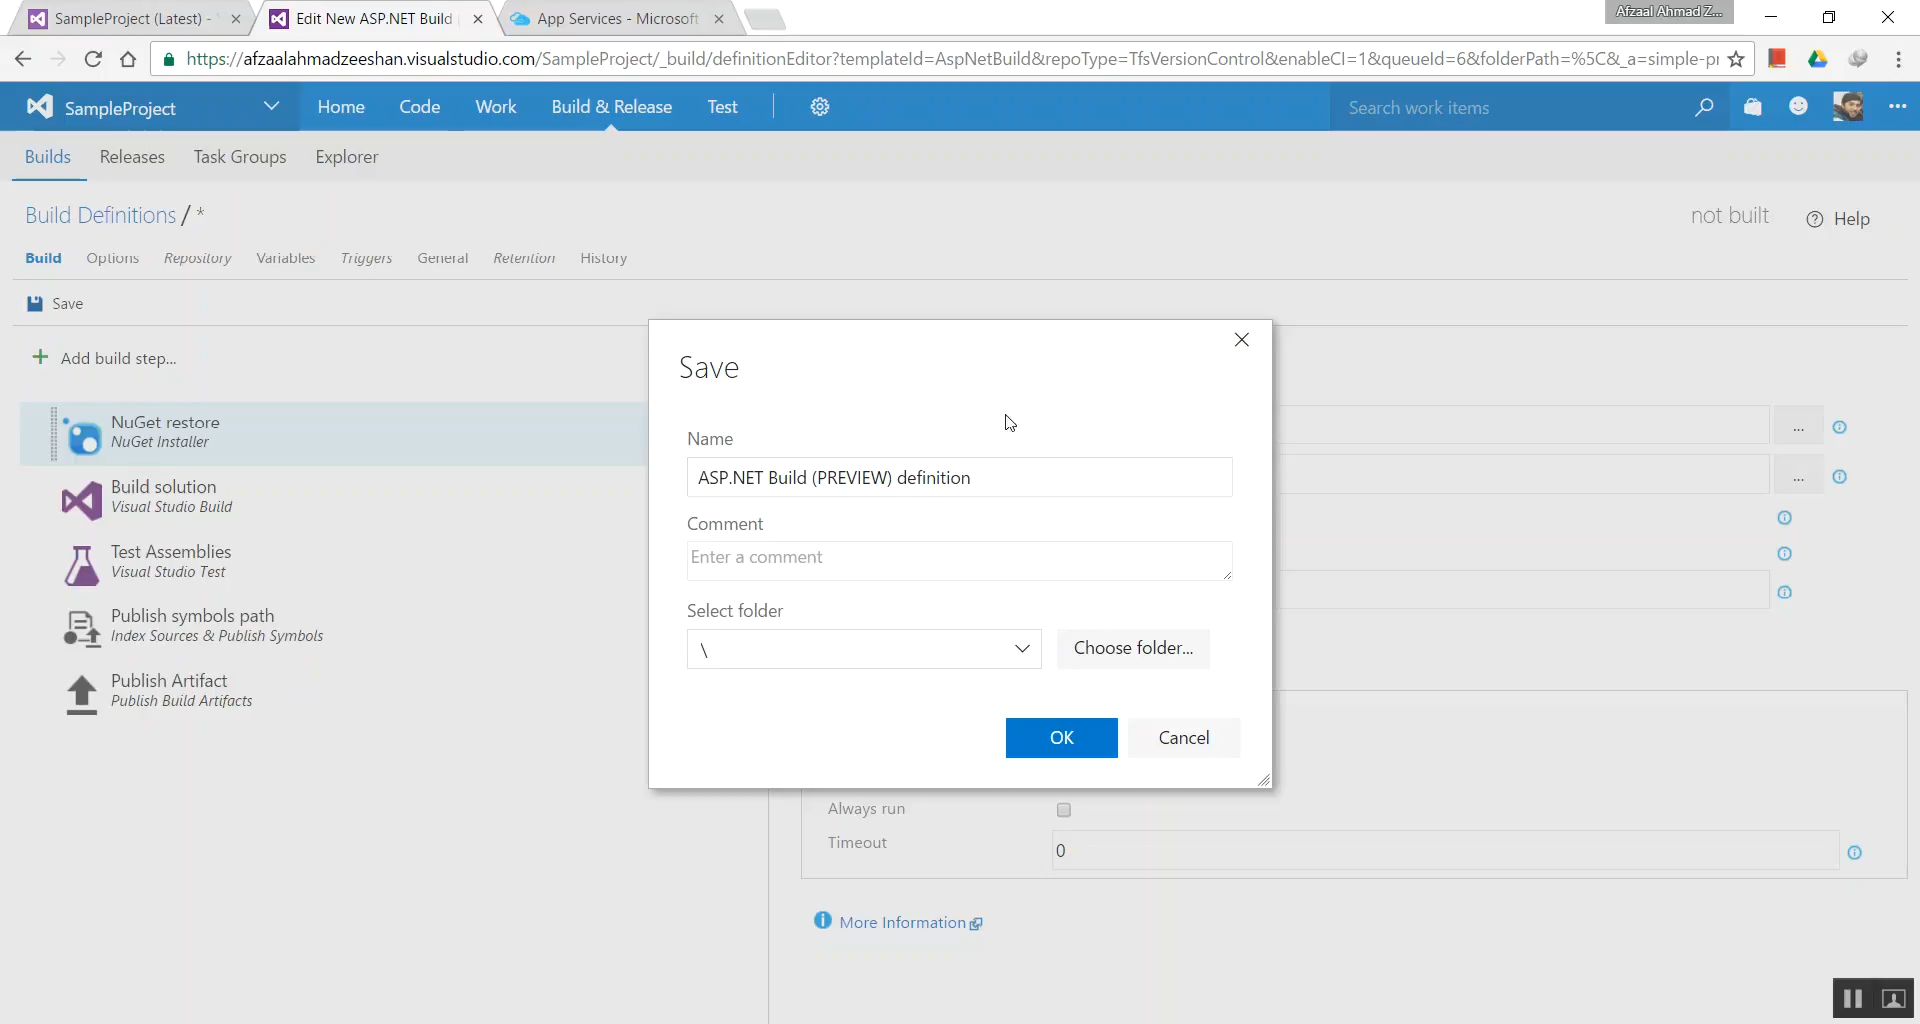 SampleProject (Latest) -
Edit New ASP.NET Build
App Services - Microsoft
Afzaal Ahmad Z...
https://afzaalahmadzeeshan.visualstudio.com/SampleProject/_build/definitionEditor?templateId=AspNetBuild&repoType=TfsVersionControl&enableCI=1&queueId=6&folderPath=%5C&_a=simple-pr
SampleProject
Home
Code
Work
Build & Release
Test
Search work items
Builds
Releases
Task Groups
Explorer
Build Definitions / *
not built
Help
Build
Options
Repository
Variables
Triggers
General
Retention
History
Save
Add build step...
NuGet restore
NuGet Installer
Build solution
Visual Studio Build
Test Assemblies
Visual Studio Test
Publish symbols path
Index Sources & Publish Symbols
Publish Artifact
Publish Build Artifacts
Save
Name
ASP.NET Build (PREVIEW) definition
Comment
Enter a comment
Select folder
\
Choose folder...
OK
Cancel
...
...
Always run
Timeout
0
More Information